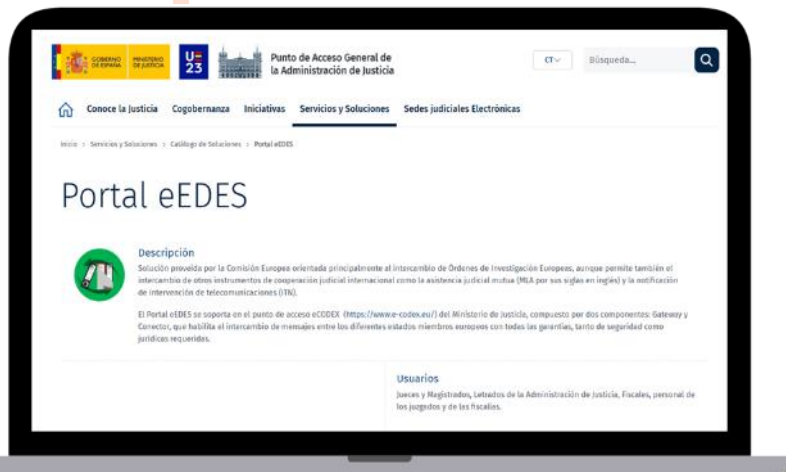 GOBIERNO DE ESPAÑA
MINISTERIO DE JUSTICIA
UE
23
Punto de Acceso General de
la Administración de Justicia
CT
Búsqueda...
Conoce la Justicia Cogobernanza Iniciativas Servicios y Soluciones Sedes judiciales Electrónicas
Inicio > Servicios y Soluciones > Catálogo de Soluciones > Portal eEDES
Portal eEDES
Descripción
Solución proveída por la Comisión Europea orientada principalmente al intercambio de Órdenes de Investigación Europeas, aunque permite también el
intercambio de otros instrumentos de cooperación judicial internacional como la asistencia judicial mutua (MLA por sus siglas en inglés) y la notificación
de intervención de telecomunicaciones (ITN).
El Portal eEDES se soporta en el punto de acceso eCODEX (https://www.e-codex.eu/) del Ministerio de Justicia, compuesto por dos componentes: Gateway y
Conector, que habilita el intercambio de mensajes entre los diferentes estados miembros europeos con todas las garantías, tanto de seguridad como
jurídicas requeridas.
Usuarios
Jueces y Magistrados, Letrados de la Administración de Justicia, Fiscales, personal de
los juzgados y de las fiscalías.